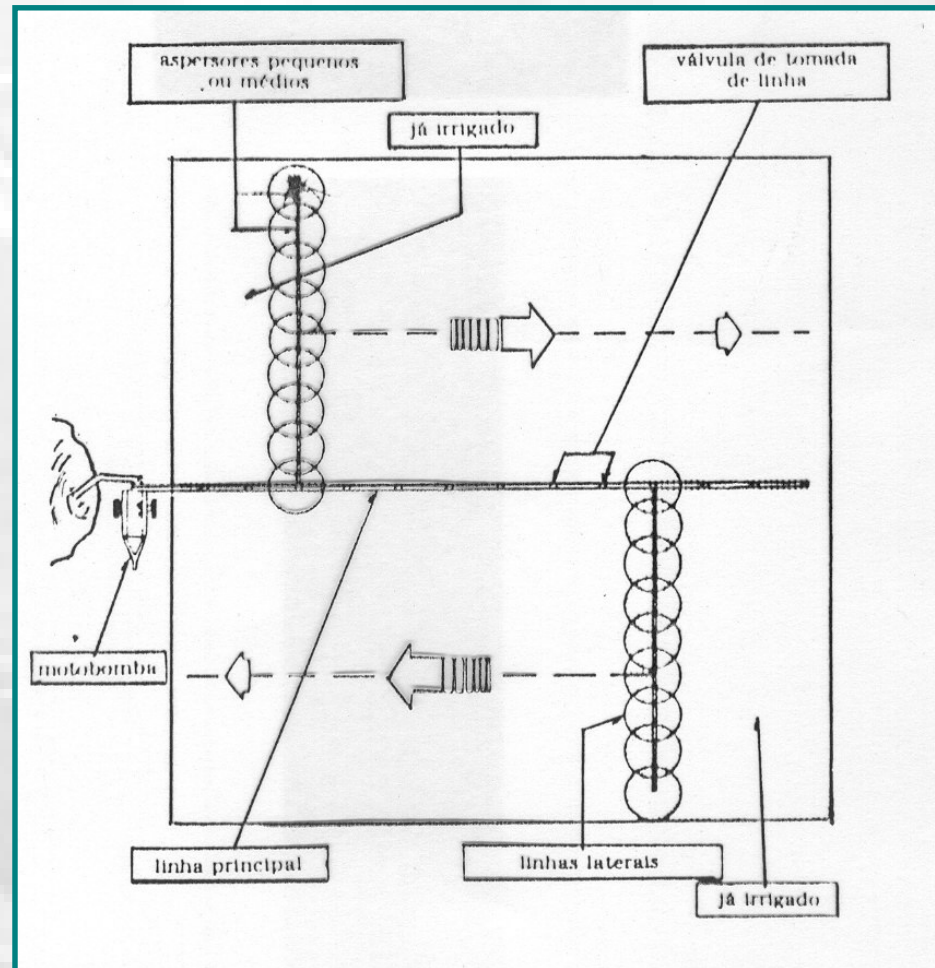 aspersores pequenos
ou médios
válvula de tomada
de linha
já irrigado
motobomba
linha principal
linhas laterais
já irrigado